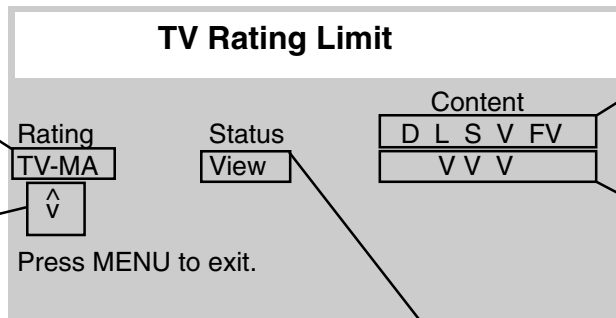 TV Rating Limit
Content
Rating Status D L S V FV
TV-MA View V V V
^
v
Press MENU to exit.